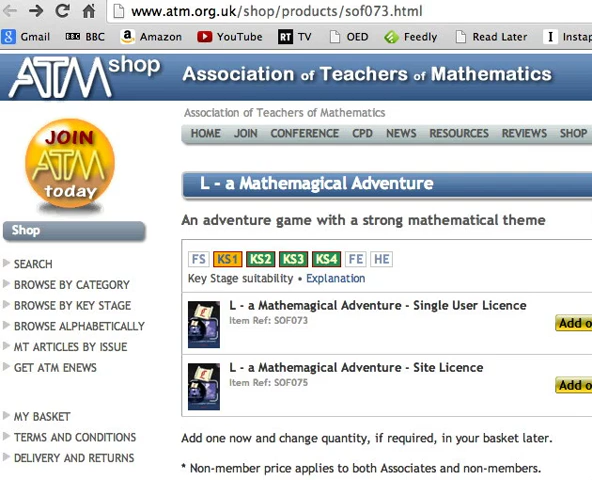 www.atm.org.uk/shop/products/sof073.html
Gmail BBC BBC Amazon YouTube RT TV OED Feedly Read Later I
ATM shop Association of Teachers of Mathematics
Association of Teachers of Mathematics
JOIN
ATM
today
HOME JOIN CONFERENCE CPD NEWS RESOURCES REVIEWS SHOP
L - a Mathemagical Adventure
An adventure game with a strong mathematical theme
Shop
SEARCH
BROWSE BY CATEGORY
BROWSE BY KEY STAGE
BROWSE ALPHABETICALLY
MT ARTICLES BY ISSUE
GET ATM ENEWS
MY BASKET
TERMS AND CONDITIONS
DELIVERY AND RETURNS
FS KS1 KS2 KS3 KS4 FE HE
Key Stage suitability • Explanation
L - a Mathemagical Adventure - Single User Licence
Item Ref: SOF073
Add o
L - a Mathemagical Adventure - Site Licence
Item Ref: SOF075
Add o
Add one now and change quantity, if required, in your basket later.
* Non-member price applies to both Associates and non-members.